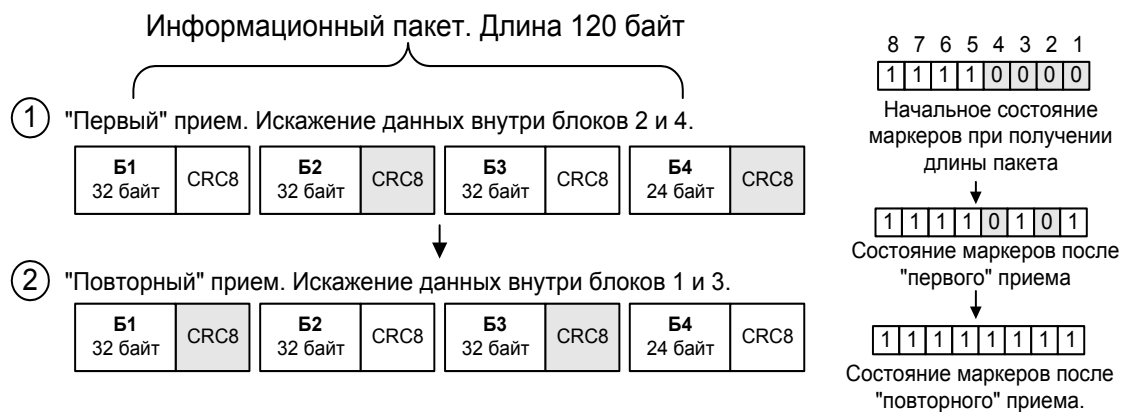 Информационный пакет. Длина 120 байт
1 "Первый" прием. Искажение данных внутри блоков 2 и 4.
Б1 CRC8 Б2 CRC8 Б3 CRC8 Б4 CRC8
32 байт 32 байт 32 байт 24 байт
2 "Повторный" прием. Искажение данных внутри блоков 1 и 3.
Б1 CRC8 Б2 CRC8 Б3 CRC8 Б4 CRC8
32 байт 32 байт 32 байт 24 байт
8 7 6 5 4 3 2 1
1 1 1 1 0 0 0 0
Начальное состояние
маркеров при получении
длины пакета
1 1 1 1 0 1 0 1
Состояние маркеров после
"первого" приема
1 1 1 1 1 1 1 1
Состояние маркеров после
"повторного" приема.